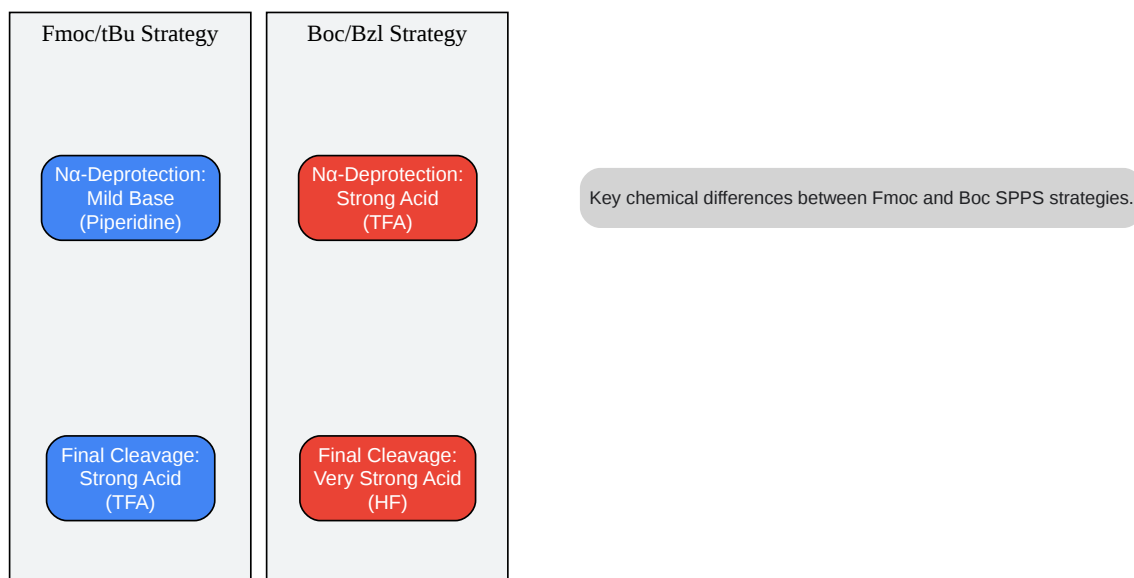 Fmoc/tBu Strategy
Nα-Deprotection:
Mild Base
(Piperidine)
Final Cleavage:
Strong Acid
(TFA)
Boc/Bzl Strategy
Nα-Deprotection:
Strong Acid
(TFA)
Final Cleavage:
Very Strong Acid
(HF)
Key chemical differences between Fmoc and Boc SPPS strategies.